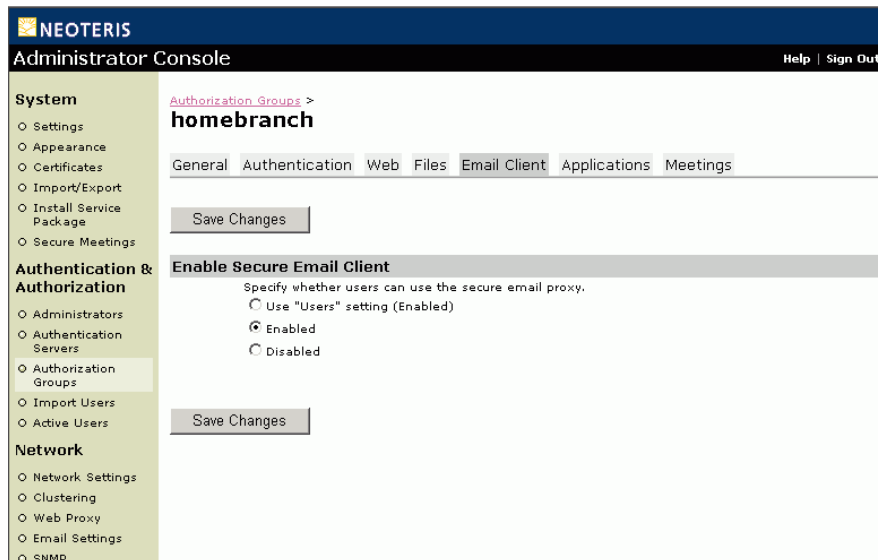 NEOTERIS
Administrator Console
Help | Sign Out
System
Settings
Appearance
Certificates
Import/Export
Install Service
Package
Secure Meetings
Authentication &
Authorization
Administrators
Authentication
Servers
Authorization
Groups
Import Users
Active Users
Network
Network Settings
Clustering
Web Proxy
Email Settings
SNMP
Authorization Groups >
homebranch
General Authentication Web Files Email Client Applications Meetings
Save Changes
Enable Secure Email Client
Specify whether users can use the secure email proxy.
Use "Users" setting (Enabled)
Enabled
Disabled
Save Changes